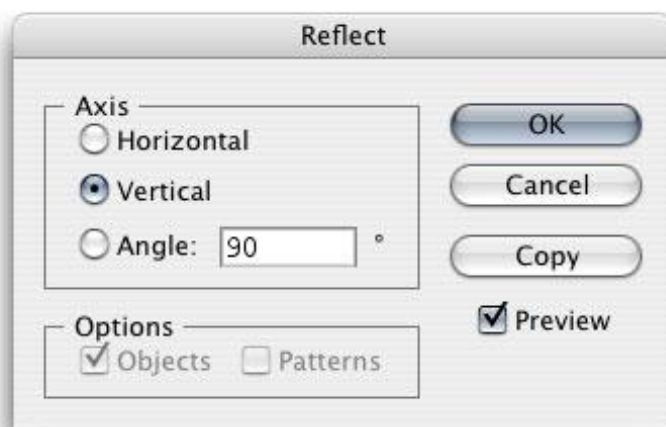 Reflect
Axis
Horizontal
Vertical
Angle: 90 °
Options
Objects Patterns
OK
Cancel
Copy
Preview